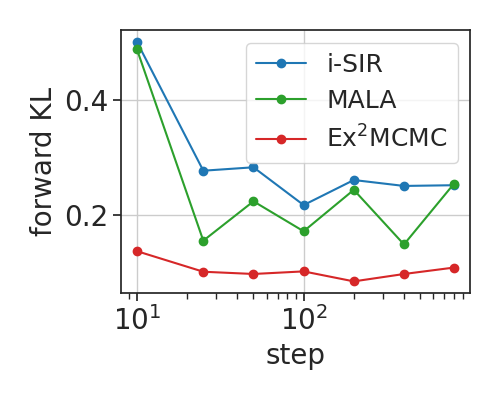 i-SIR
MALA
Ex²MCMC
forward KL
0.4
0.2
10¹
10²
step